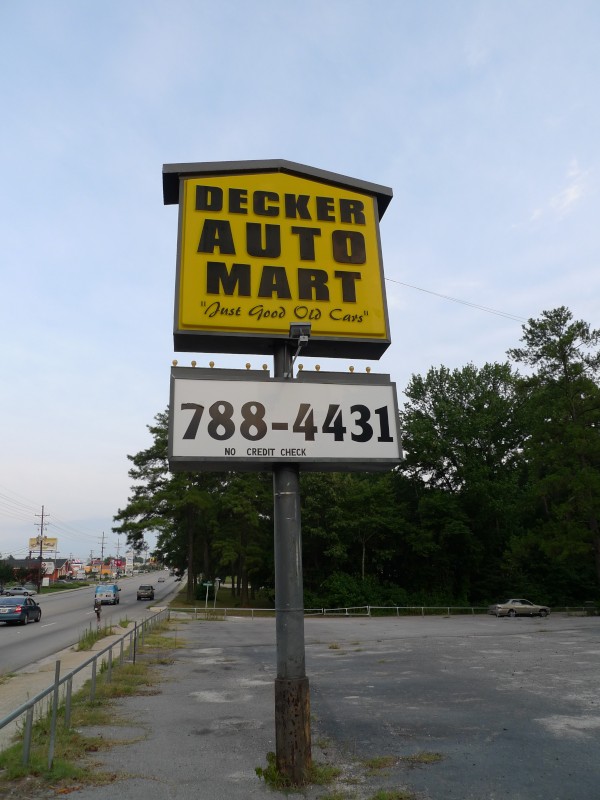 DECKER
AUTO
MART
"Just Good Old Cars"
788-4431
NO CREDIT CHECK